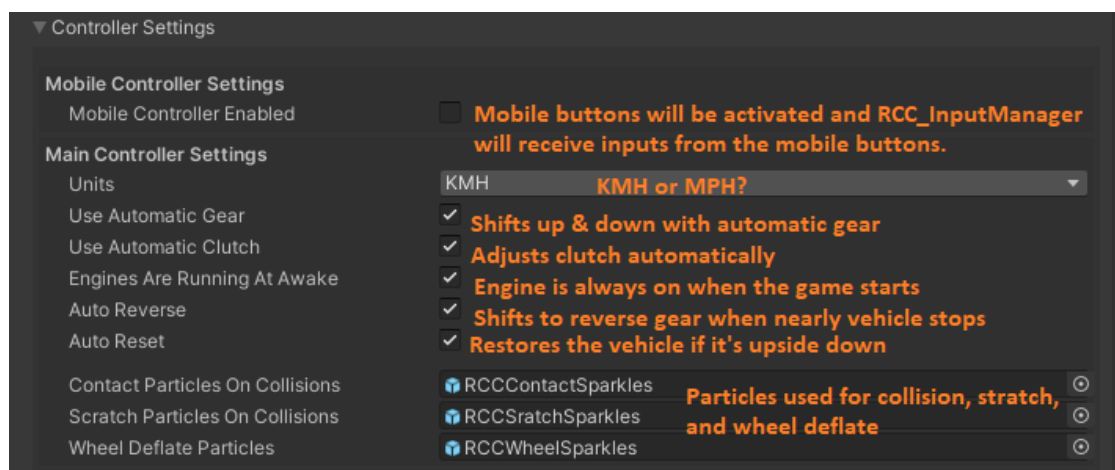 Controller Settings
Mobile Controller Settings
Mobile Controller Enabled
Mobile buttons will be activated and RCC_InputManager
will receive inputs from the mobile buttons.
Main Controller Settings
Units KMH KMH or MPH?
Use Automatic Gear Shifts up & down with automatic gear
Use Automatic Clutch Adjusts clutch automatically
Engines Are Running At Awake Engine is always on when the game starts
Auto Reverse Shifts to reverse gear when nearly vehicle stops
Auto Reset Restores the vehicle if it's upside down
Contact Particles On Collisions RCCContactSparkles
Particles used for collision, stratch,
and wheel deflate
Scratch Particles On Collisions RCCSratchSparkles
Wheel Deflate Particles RCCWheelSparkles